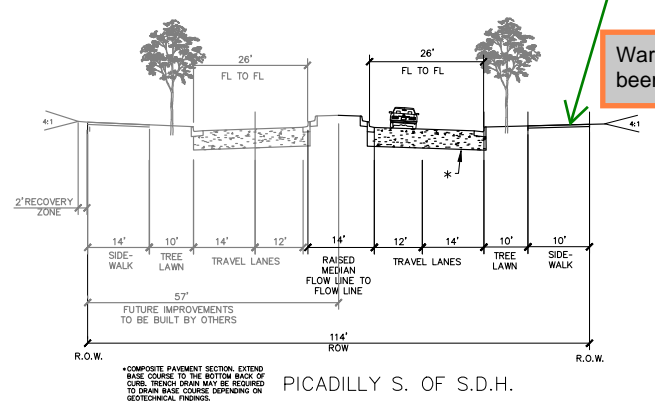 26'
FL TO FL
26'
FL TO FL
War
beer
4:1
4:1
*
2' RECOVERY
ZONE
14'
10'
14'
12'
14'
12'
14'
10'
10'
SIDE-
WALK
TREE
LAWN
TRAVEL LANES
RAISED
MEDIAN
FLOW LINE TO
FLOW LINE
TRAVEL LANES
TREE
LAWN
SIDE-
WALK
57'
FUTURE IMPROVEMENTS
TO BE BUILT BY OTHERS
114'
ROW
R.O.W.
R.O.W.
*COMPOSITE PAVEMENT SECTION. EXTEND
BASE COURSE TO THE BOTTOM BACK OF
CURB. TRENCH DRAIN MAY BE REQUIRED
TO DRAIN BASE COURSE DEPENDING ON
GEOTECHNICAL FINDINGS.
PICADILLY S. OF S.D.H.